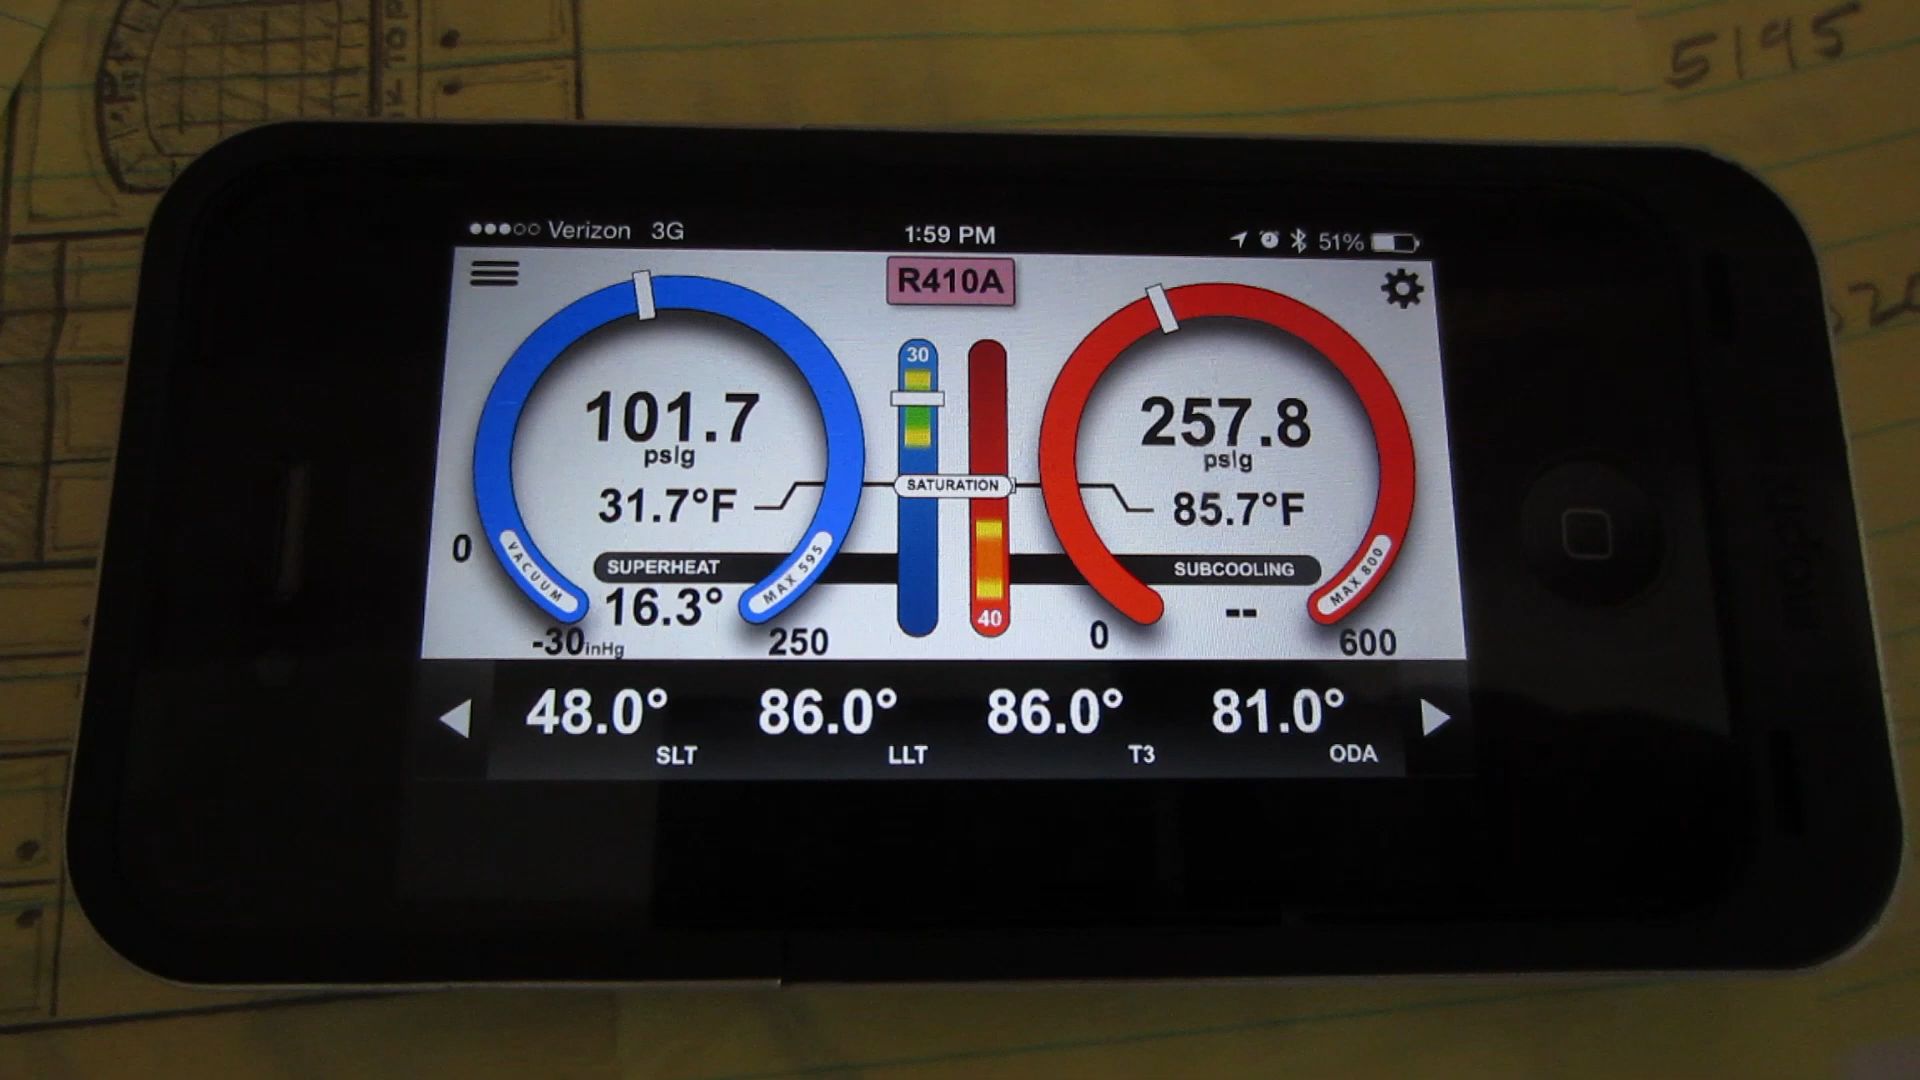 5195
Verizon 3G 1:59 PM 51%
R410A
30
101.7
psig
257.8
psig
SATURATION
31.7°F
85.7°F
0
VACUUM
MAX 595
MAX 800
SUPERHEAT
SUBCOOLING
16.3°
--
40
-30inHg
250
0
600
48.0° 86.0° 86.0° 81.0°
SLT LLT T3 ODA